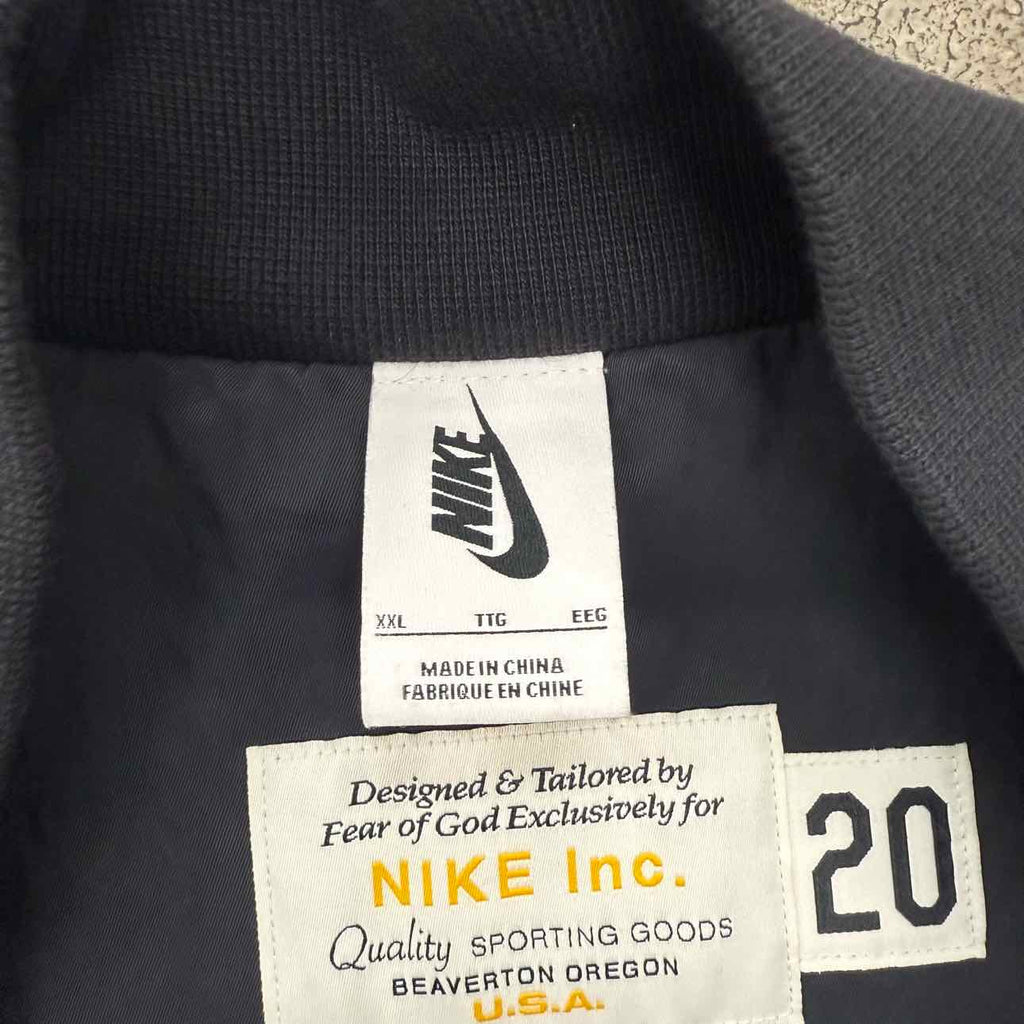 NIKE
XXL TTG EEG
MADE IN CHINA
FABRIQUE EN CHINE
Designed & Tailored by
Fear of God Exclusively for
NIKE Inc.
Quality SPORTING GOODS
BEAVERTON OREGON
U.S.A.
20